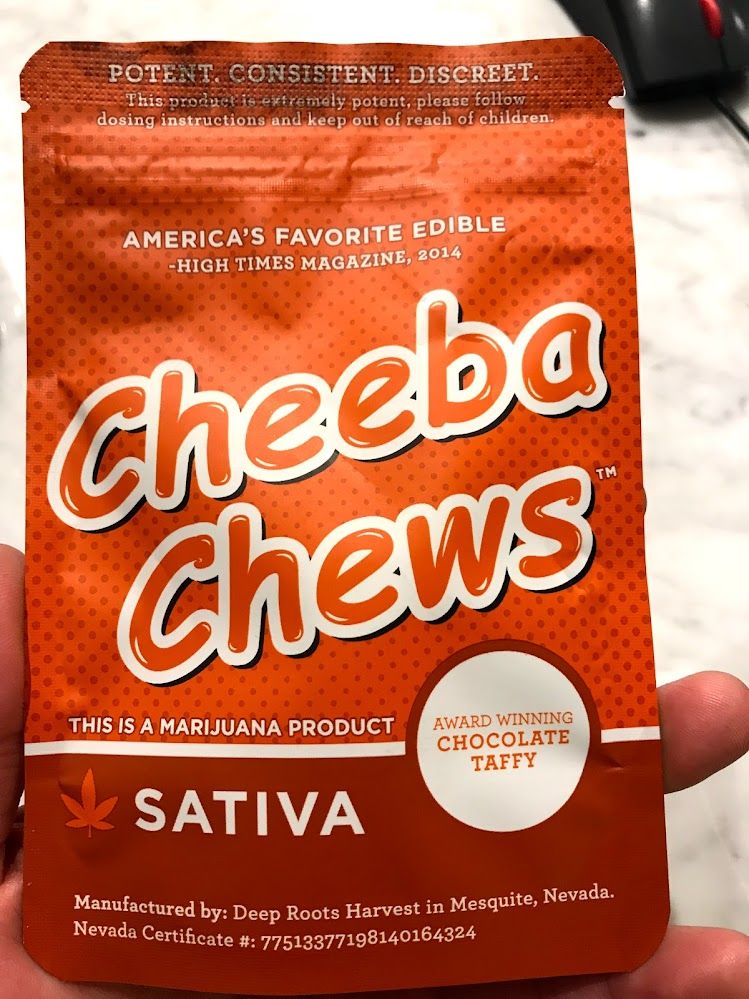 POTENT. CONSISTENT. DISCREET.
This product is extremely potent, please follow
dosing instructions and keep out of reach of children.
AMERICA'S FAVORITE EDIBLE
-HIGH TIMES MAGAZINE, 2014
Cheeba
Chews™
THIS IS A MARIJUANA PRODUCT
AWARD WINNING
CHOCOLATE
TAFFY
SATIVA
Manufactured by: Deep Roots Harvest in Mesquite, Nevada.
Nevada Certificate #: 77513377198140164324